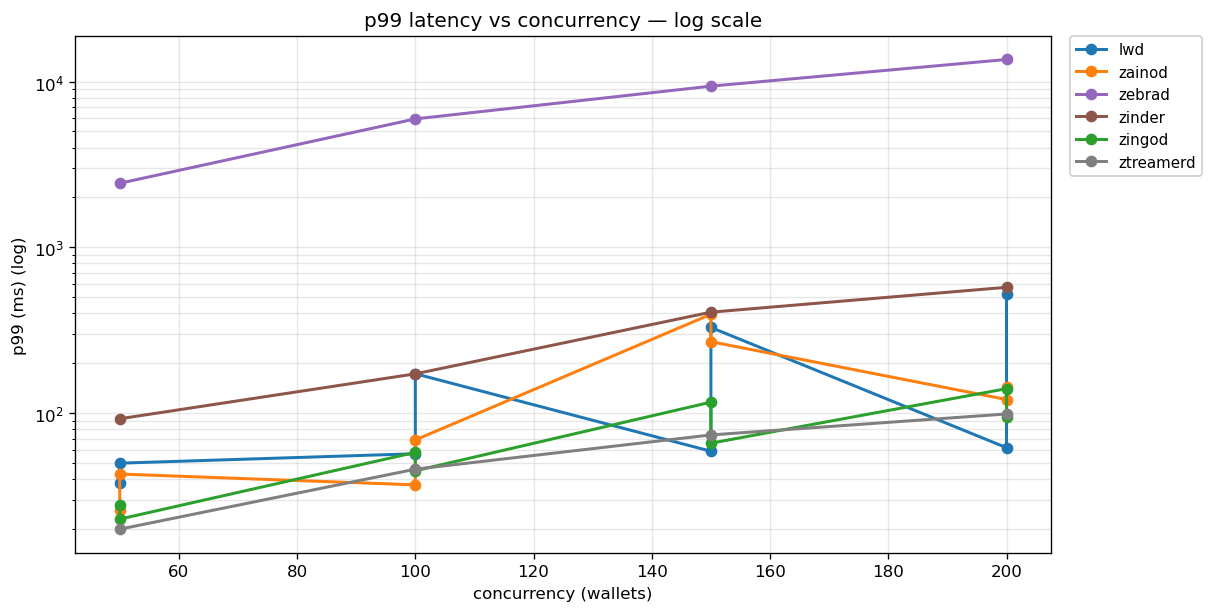 p99 latency vs concurrency — log scale
p99 (ms) (log)
10⁴
10³
10²
60 80 100 120 140 160 180 200
concurrency (wallets)
lwd
zainod
zebrad
zinder
zingod
ztreamerd